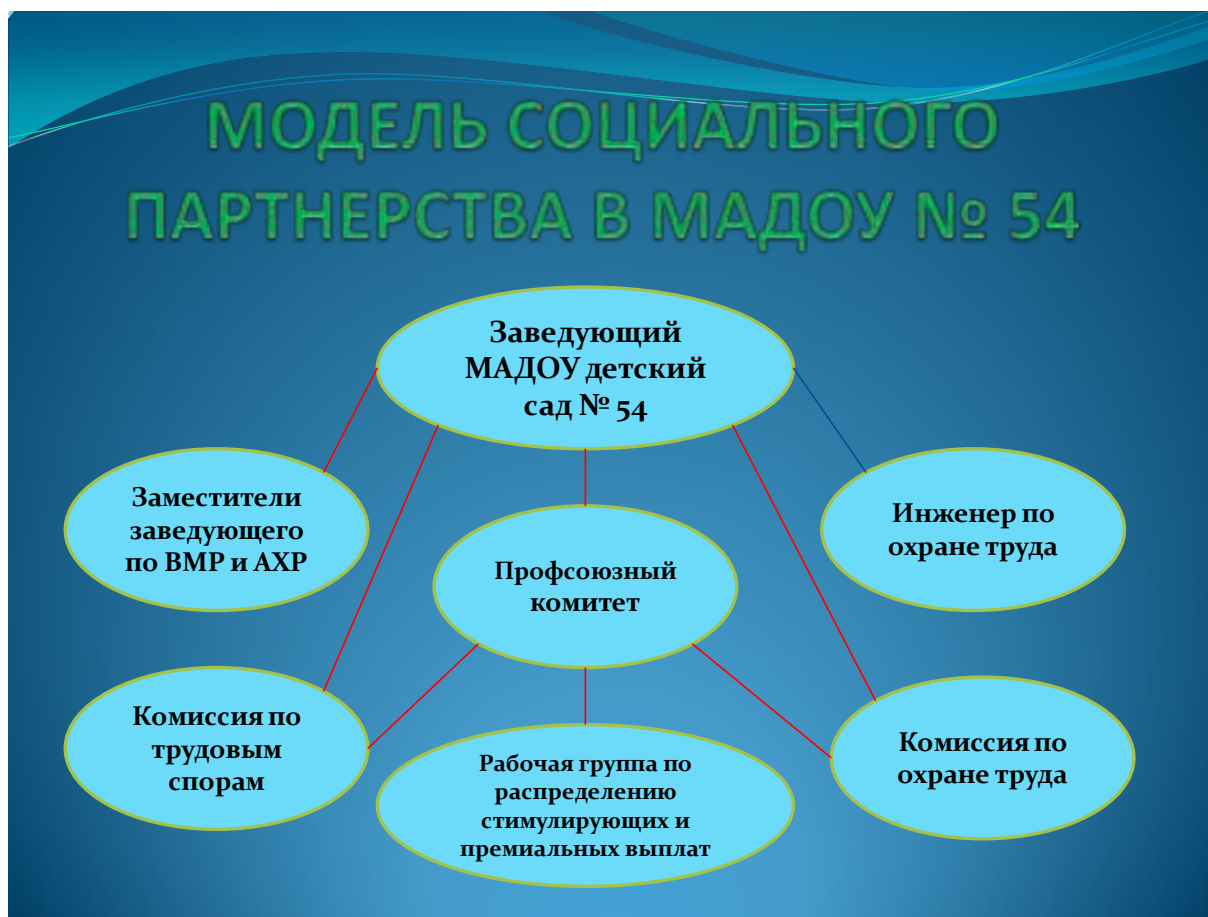 МОДЕЛЬ СОЦИАЛЬНОГО
ПАРТНЕРСТВА В МАДОУ № 54
Заведующий
МАДОУ детский
сад № 54
Заместители
заведующего
по ВМР и АХР
Инженер по
охране труда
Профсоюзный
комитет
Комиссия по
трудовым
спорам
Рабочая группа по
распределению
стимулирующих и
премиальных выплат
Комиссия по
охране труда